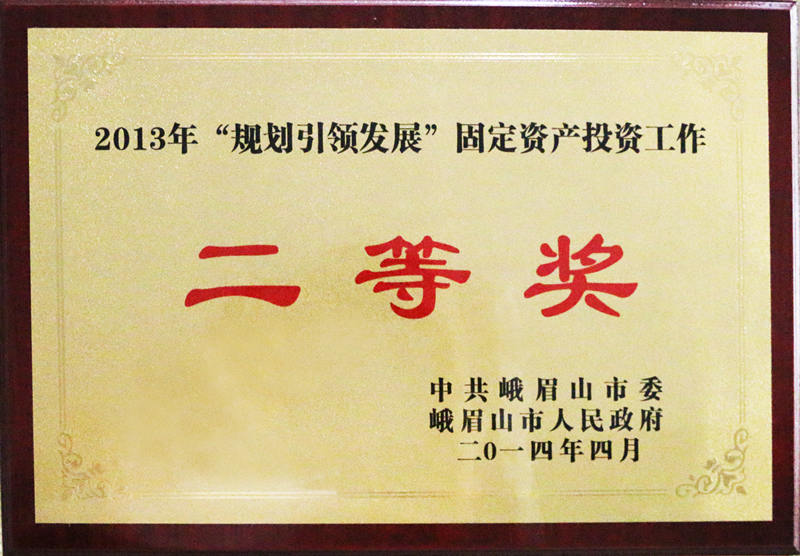 2013年“规划引领发展”固定资产投资工作
二等奖
中共峨眉山市委
峨眉山市人民政府
二0一四年四月